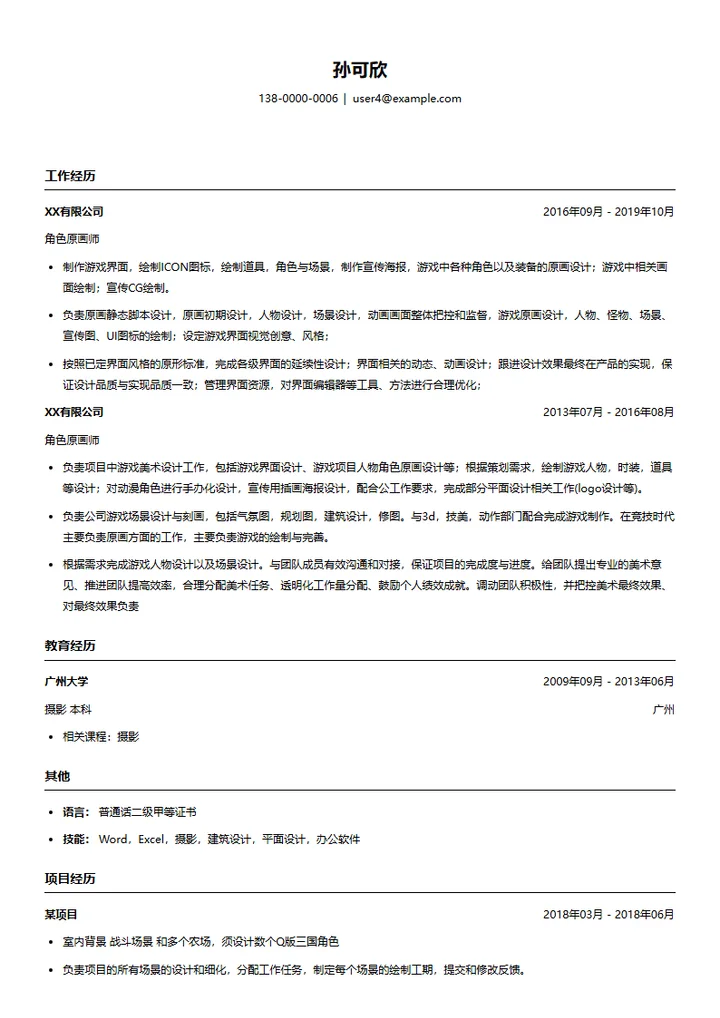 孙可欣
138-0000-0006 | user4@example.com
工作经历
XX有限公司 2016年09月 - 2019年10月
角色原画师
• 制作游戏界面，绘制ICON图标，绘制道具，角色与场景，制作宣传海报，游戏中各种角色以及装备的原画设计；游戏中相关画
面绘制；宣传CG绘制。
• 负责原画静态脚本设计，原画初期设计，人物设计，场景设计，动画画面整体把控和监督，游戏原画设计，人物、怪物、场景、
宣传图、UI图标的绘制；设定游戏界面视觉创意、风格；
• 按照已定界面风格的原形标准，完成各级界面的延续性设计；界面相关的动态、动画设计；跟进设计效果最终在产品的实现，保
证设计品质与实现品质一致；管理界面资源，对界面编辑器等工具、方法进行合理优化；
XX有限公司 2013年07月 - 2016年08月
角色原画师
• 负责项目中游戏美术设计工作，包括游戏界面设计、游戏项目人物角色原画设计等；根据策划需求，绘制游戏人物，时装，道具
等设计；对动漫角色进行手办化设计，宣传用插画海报设计，配合公工作要求，完成部分平面设计相关工作(logo设计等)。
• 负责公司游戏场景设计与刻画，包括气氛图，规划图，建筑设计，修图。与3d，技美，动作部门配合完成游戏制作。在竞技时代
主要负责原画方面的工作，主要负责游戏的绘制与完善。
• 根据需求完成游戏人物设计以及场景设计。与团队成员有效沟通和对接，保证项目的完成度与进度。给团队提出专业的美术意
见、推进团队提高效率，合理分配美术任务、透明化工作量分配、鼓励个人绩效成就。调动团队积极性，并把控美术最终效果、
对最终效果负责
教育经历
广州大学 2009年09月 - 2013年06月
摄影 本科 广州
• 相关课程：摄影
其他
• 语言： 普通话二级甲等证书
• 技能： Word，Excel，摄影，建筑设计，平面设计，办公软件
项目经历
某项目 2018年03月 - 2018年06月
• 室内背景 战斗场景 和多个农场，须设计数个Q版三国角色
• 负责项目的所有场景的设计和细化，分配工作任务，制定每个场景的绘制工期，提交和修改反馈。